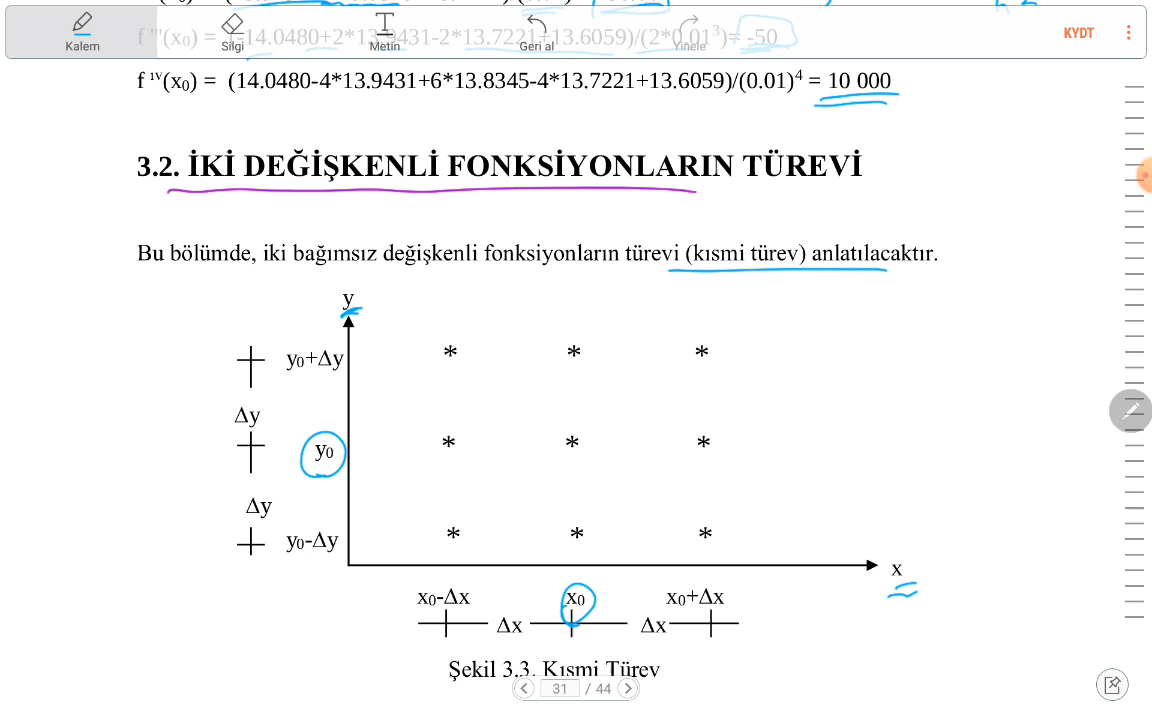 Kalem
Silgi
Metin
Geri al
Yinele
KYDT
f '''(x₀) = (-14.0480+2*13.9431-2*13.7221+13.6059)/(2*0.01³)= -50
f ᴵⱽ(x₀) = (14.0480-4*13.9431+6*13.8345-4*13.7221+13.6059)/(0.01)⁴ = 10 000
3.2. İKİ DEĞİŞKENLİ FONKSİYONLARIN TÜREVİ
Bu bölümde, iki bağımsız değişkenli fonksiyonların türevi (kısmi türev) anlatılacaktır.
y
y₀+Δy * * *
Δy
y₀ * * *
Δy
y₀-Δy * * *
x
x₀-Δx x₀ x₀+Δx
Δx Δx
Şekil 3.3. Kısmi Türev
31 / 44